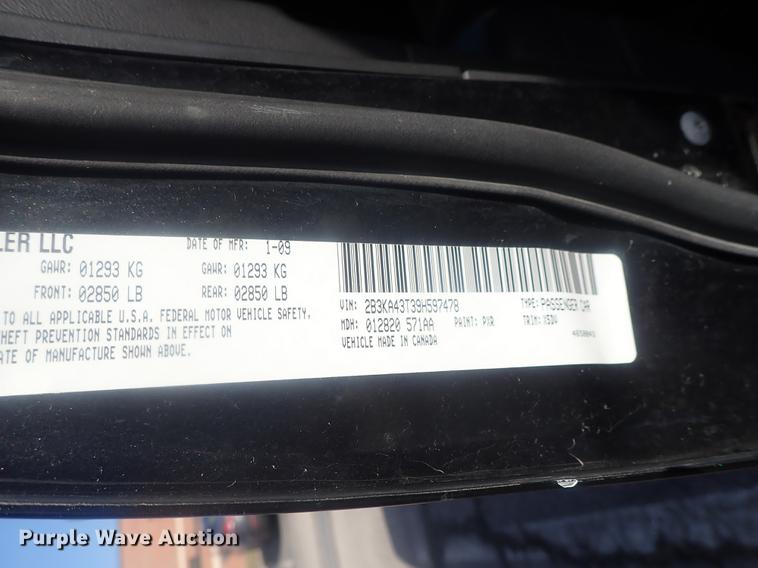 LER LLC
DATE OF MFR: 1-09
GAWR: 01293 KG GAWR: 01293 KG
FRONT: 02850 LB REAR: 02850 LB
TO ALL APPLICABLE U.S.A. FEDERAL MOTOR VEHICLE SAFETY,
HEFT PREVENTION STANDARDS IN EFFECT ON
ATE OF MANUFACTURE SHOWN ABOVE.
VIN: 2B3KA43T39H597478 TYPE: PASSENGER CAR
MDH: 012820 571AA PAINT: PXR TRIM: X5DV
VEHICLE MADE IN CANADA
Purple Wave Auction